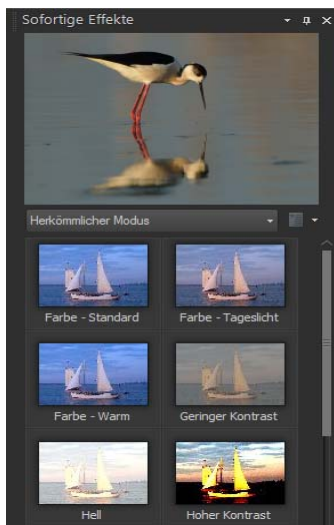 Sofortige Effekte
Herkömmlicher Modus
Farbe - Standard
Farbe - Tageslicht
Farbe - Warm
Geringer Kontrast
Hell
Hoher Kontrast